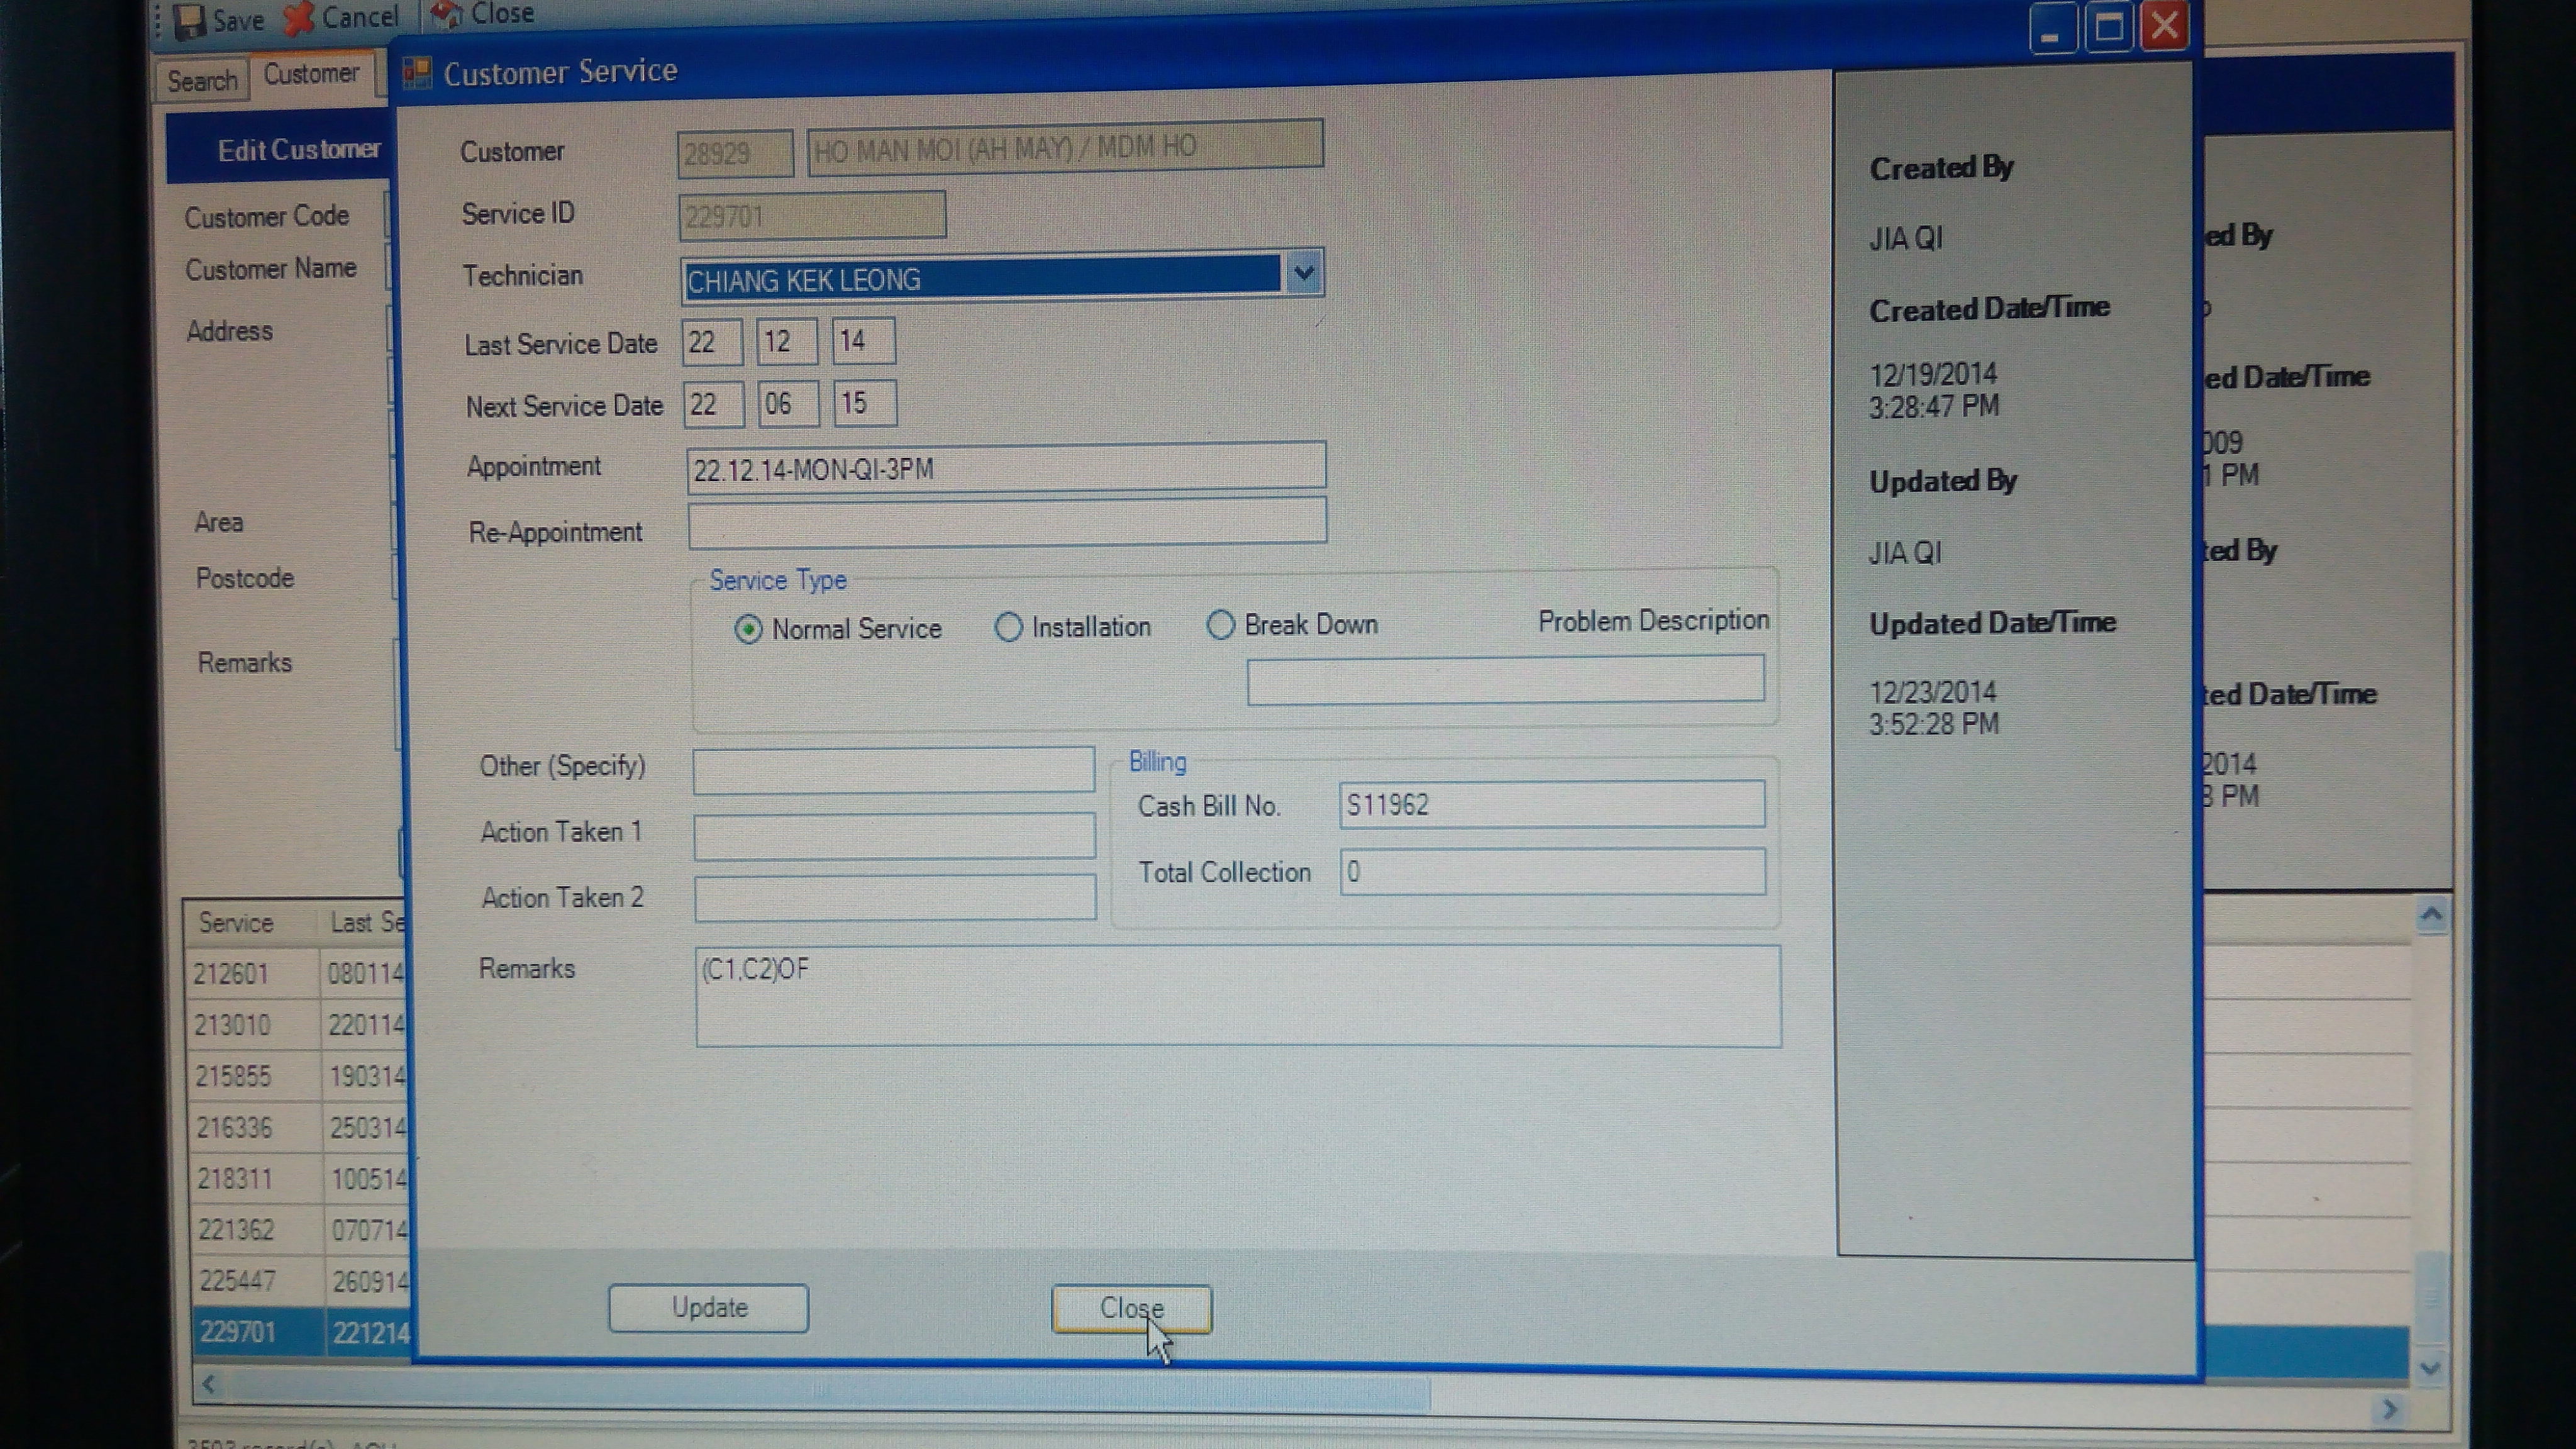 Save Cancel Close
Search Customer
Customer Service
Edit Customer
Customer Code
Customer Name
Address
Area
Postcode
Remarks
Customer 28929 HO MAN MOI (AH MAY) / MDM HO
Service ID 229701
Technician CHIANG KEK LEONG
Last Service Date 22 12 14
Next Service Date 22 06 15
Appointment 22.12.14-MON-QI-3PM
Re-Appointment
Service Type
Normal Service Installation Break Down Problem Description
Other (Specify)
Action Taken 1
Action Taken 2
Billing
Cash Bill No. S11962
Total Collection 0
Remarks (C1,C2)OF
Update Close
Created By
JIA QI
Created Date/Time
12/19/2014
3:28:47 PM
Updated By
JIA QI
Updated Date/Time
12/23/2014
3:52:28 PM
ed By
ed Date/Time
009
1 PM
ted By
ted Date/Time
2014
3 PM
Service Last Se
212601 080114
213010 220114
215855 190314
216336 250314
218311 100514
221362 070714
225447 260914
229701 221214